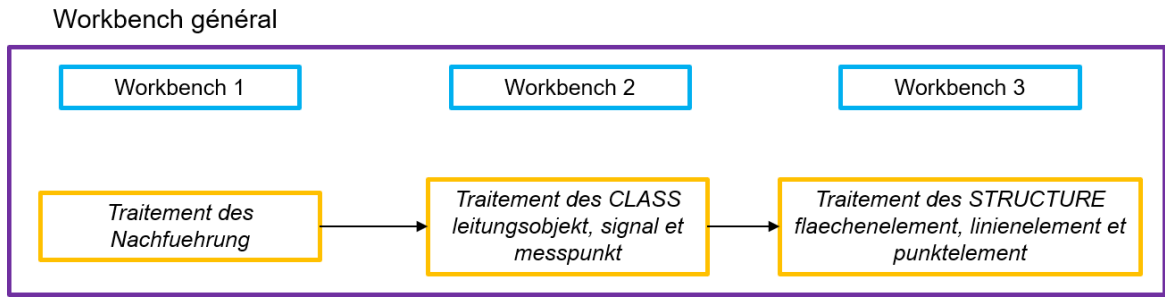 Workbench général
Workbench 1
Workbench 2
Workbench 3
Traitement des
Nachfuehrung
Traitement des CLASS
leitungsobjekt, signal et
messpunkt
Traitement des STRUCTURE
flaechenelement, linienelement et
punktelement